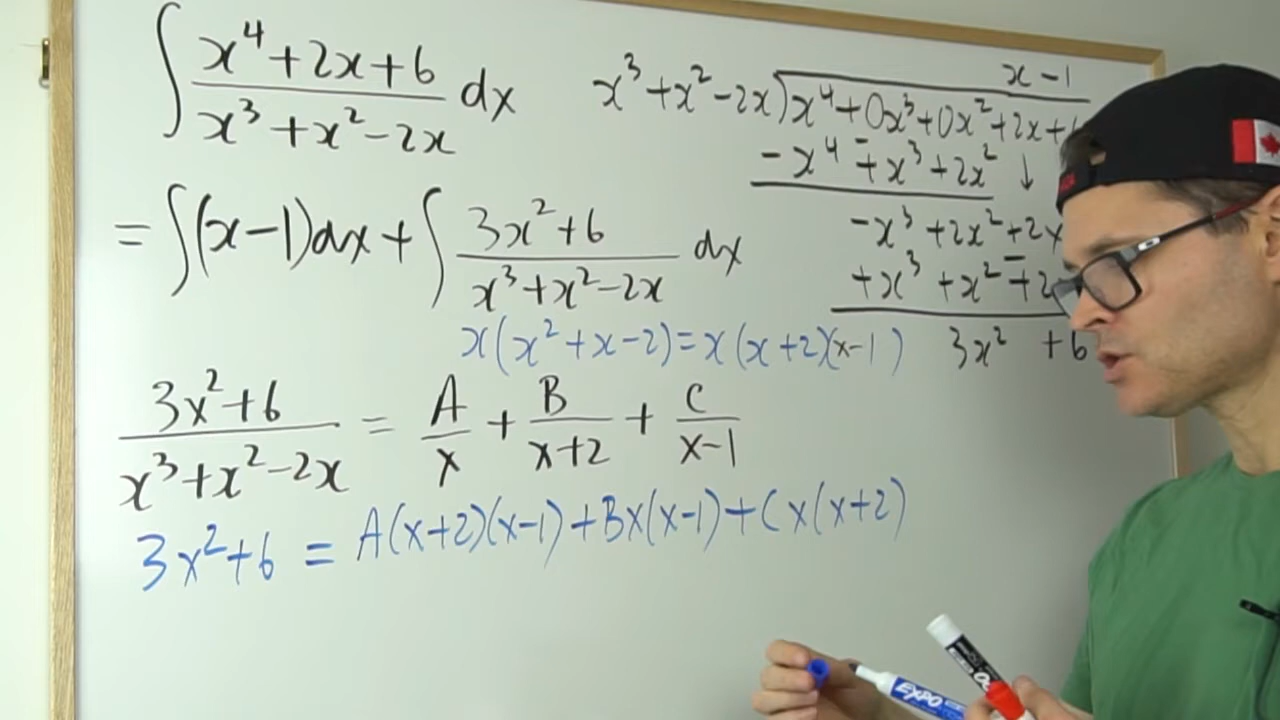 ∫ (x⁴+2x+6)/(x³+x²-2x) dx
x³+x²-2x)x⁴+0x³+0x²+2x+6
x-1
-x⁴ -+x³ +2x² ↓
-x³ +2x² +2x
+x³ +x² -+2
3x² +6
= ∫(x-1)dx + ∫ (3x²+6)/(x³+x²-2x) dx
x(x²+x-2)=x(x+2)(x-1)
(3x²+6)/(x³+x²-2x) = A/x + B/(x+2) + C/(x-1)
3x²+6 = A(x+2)(x-1)+Bx(x-1)+Cx(x+2)
EXPO